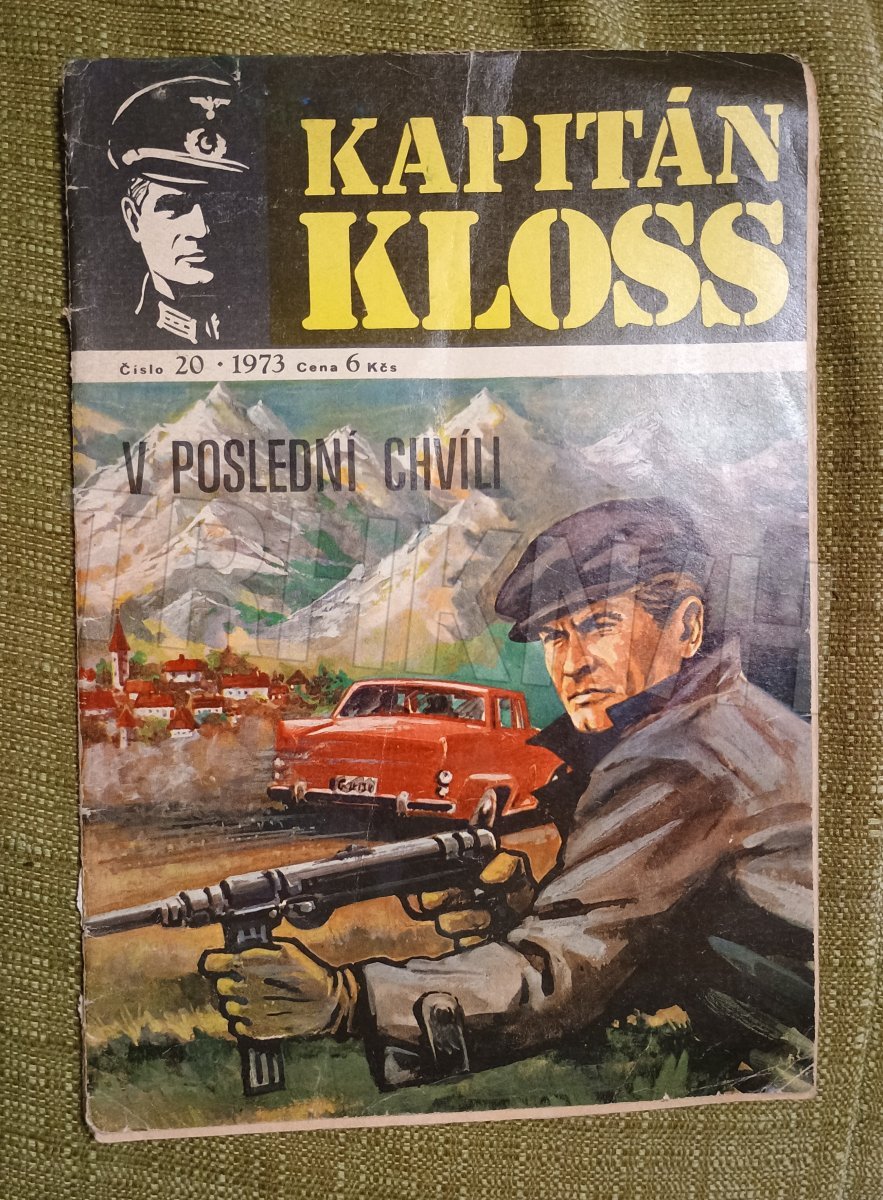 KAPITÁN
KLOSS
Číslo 20 · 1973 Cena 6 Kčs
V POSLEDNÍ CHVÍLI